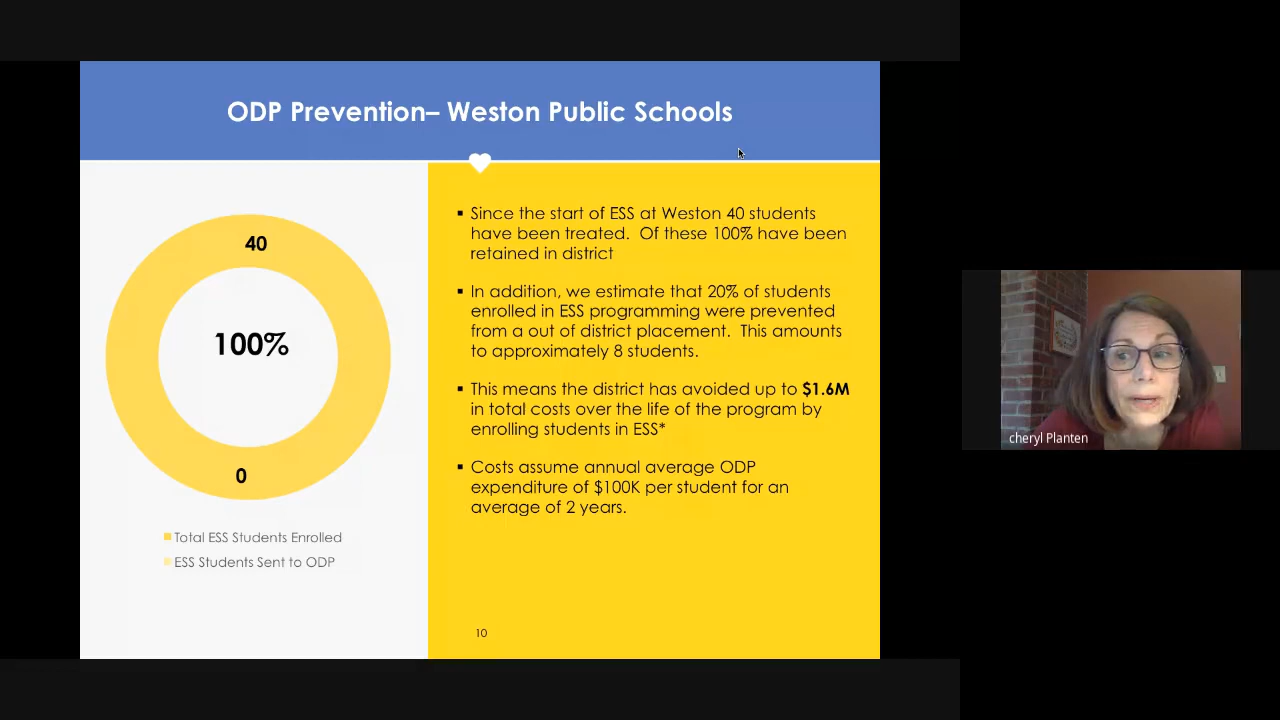 ODP Prevention– Weston Public Schools
40
100%
0
Total ESS Students Enrolled
ESS Students Sent to ODP
Since the start of ESS at Weston 40 students
have been treated.  Of these 100% have been
retained in district
In addition, we estimate that 20% of students
enrolled in ESS programming were prevented
from a out of district placement.  This amounts
to approximately 8 students.
This means the district has avoided up to $1.6M
in total costs over the life of the program by
enrolling students in ESS*
Costs assume annual average ODP
expenditure of $100K per student for an
average of 2 years.
10
cheryl Planten